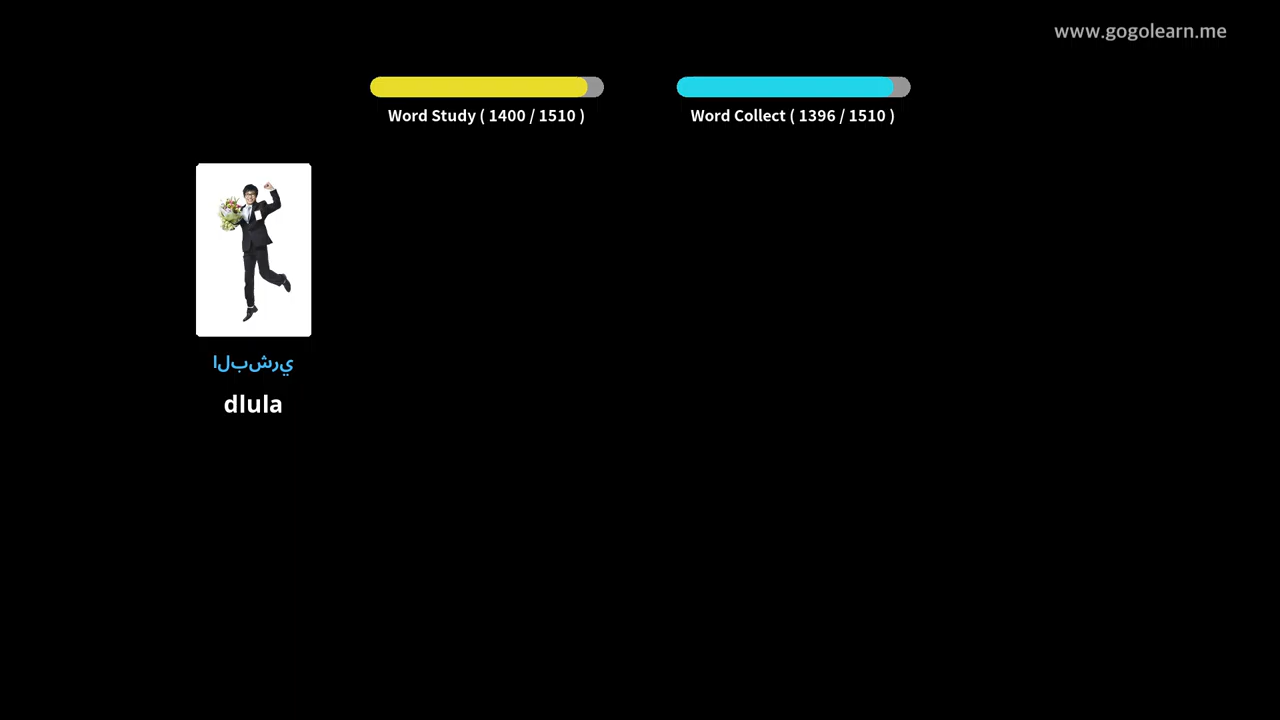 www.gogolearn.me
Word Study ( 1400 / 1510 )
Word Collect ( 1396 / 1510 )
البشري
dlula